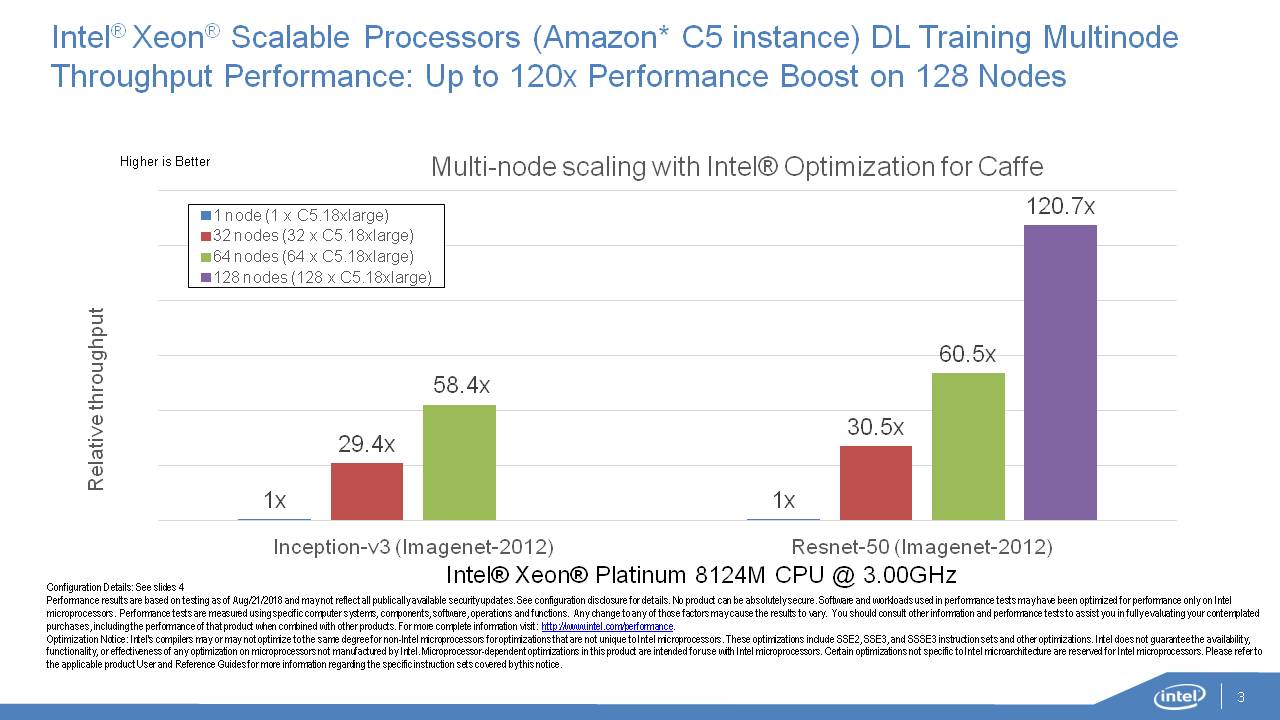 Intel® Xeon® Scalable Processors (Amazon* C5 instance) DL Training Multinode
Throughput Performance: Up to 120x Performance Boost on 128 Nodes
Higher is Better
Multi-node scaling with Intel® Optimization for Caffe
1 node (1 x C5.18xlarge)
32 nodes (32 x C5.18xlarge)
64 nodes (64 x C5.18xlarge)
128 nodes (128 x C5.18xlarge)
Relative throughput
1x
29.4x
58.4x
1x
30.5x
60.5x
120.7x
Inception-v3 (Imagenet-2012)
Resnet-50 (Imagenet-2012)
Intel® Xeon® Platinum 8124M CPU @ 3.00GHz
Configuration Details: See slides 4
Performance results are based on testing as of Aug/21/2018 and may not reflect all publically available security updates. See configuration disclosure for details. No product can be absolutely secure. Software and workloads used in performance tests may have been optimized for performance only on Intel
microprocessors. Performance tests are measured using specific computer systems, components, software, operations and functions. Any change to any of those factors may cause the results to vary. You should consult other information and performance tests to assist you in fully evaluating your contemplated
purchases, including the performance of that product when combined with other products. For more complete information visit: http://www.intel.com/performance.
Optimization Notice: Intel's compilers may or may not optimize to the same degree for non-Intel microprocessors for optimizations that are not unique to Intel microprocessors. These optimizations include SSE2, SSE3, and SSSE3 instruction sets and other optimizations. Intel does not guarantee the availability,
functionality, or effectiveness of any optimization on microprocessors not manufactured by Intel. Microprocessor-dependent optimizations in this product are intended for use with Intel microprocessors. Certain optimizations not specific to Intel microarchitecture are reserved for Intel microprocessors. Please refer to
the applicable product User and Reference Guides for more information regarding the specific instruction sets covered by this notice.
intel
3